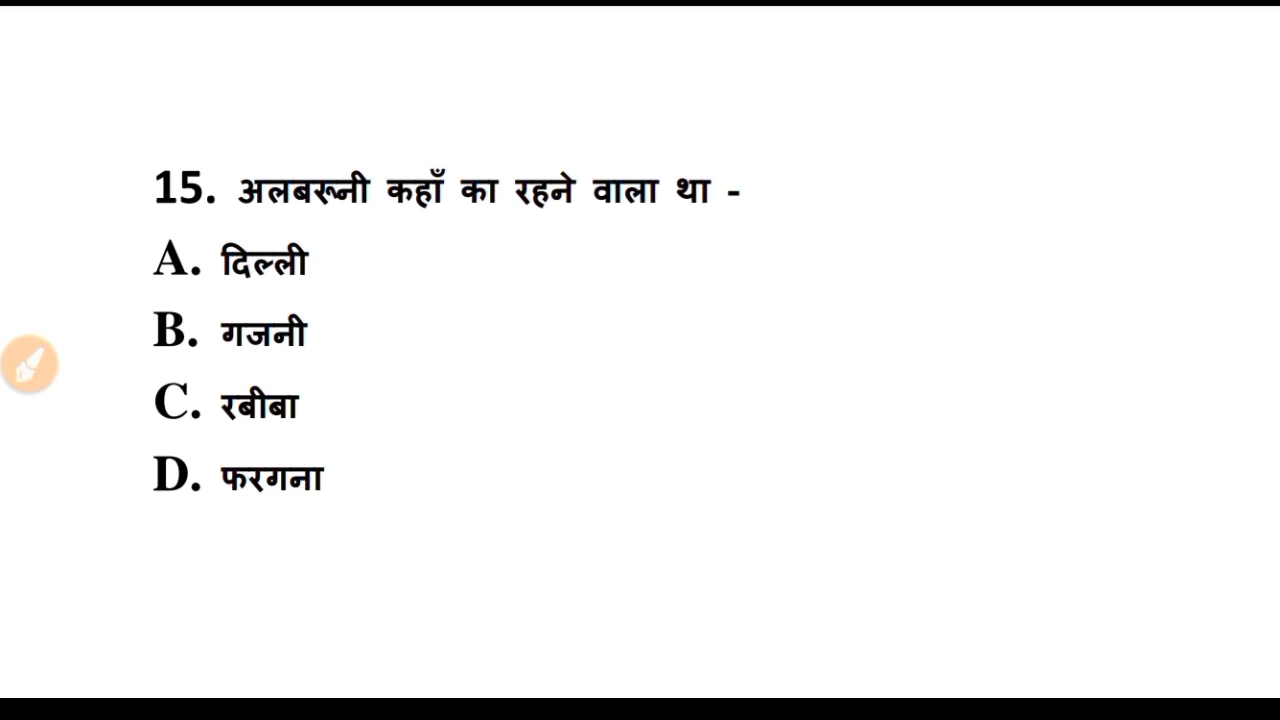 15. अलबरूनी कहाँ का रहने वाला था -
A. दिल्ली
B. गजनी
C. रबीबा
D. फरगना